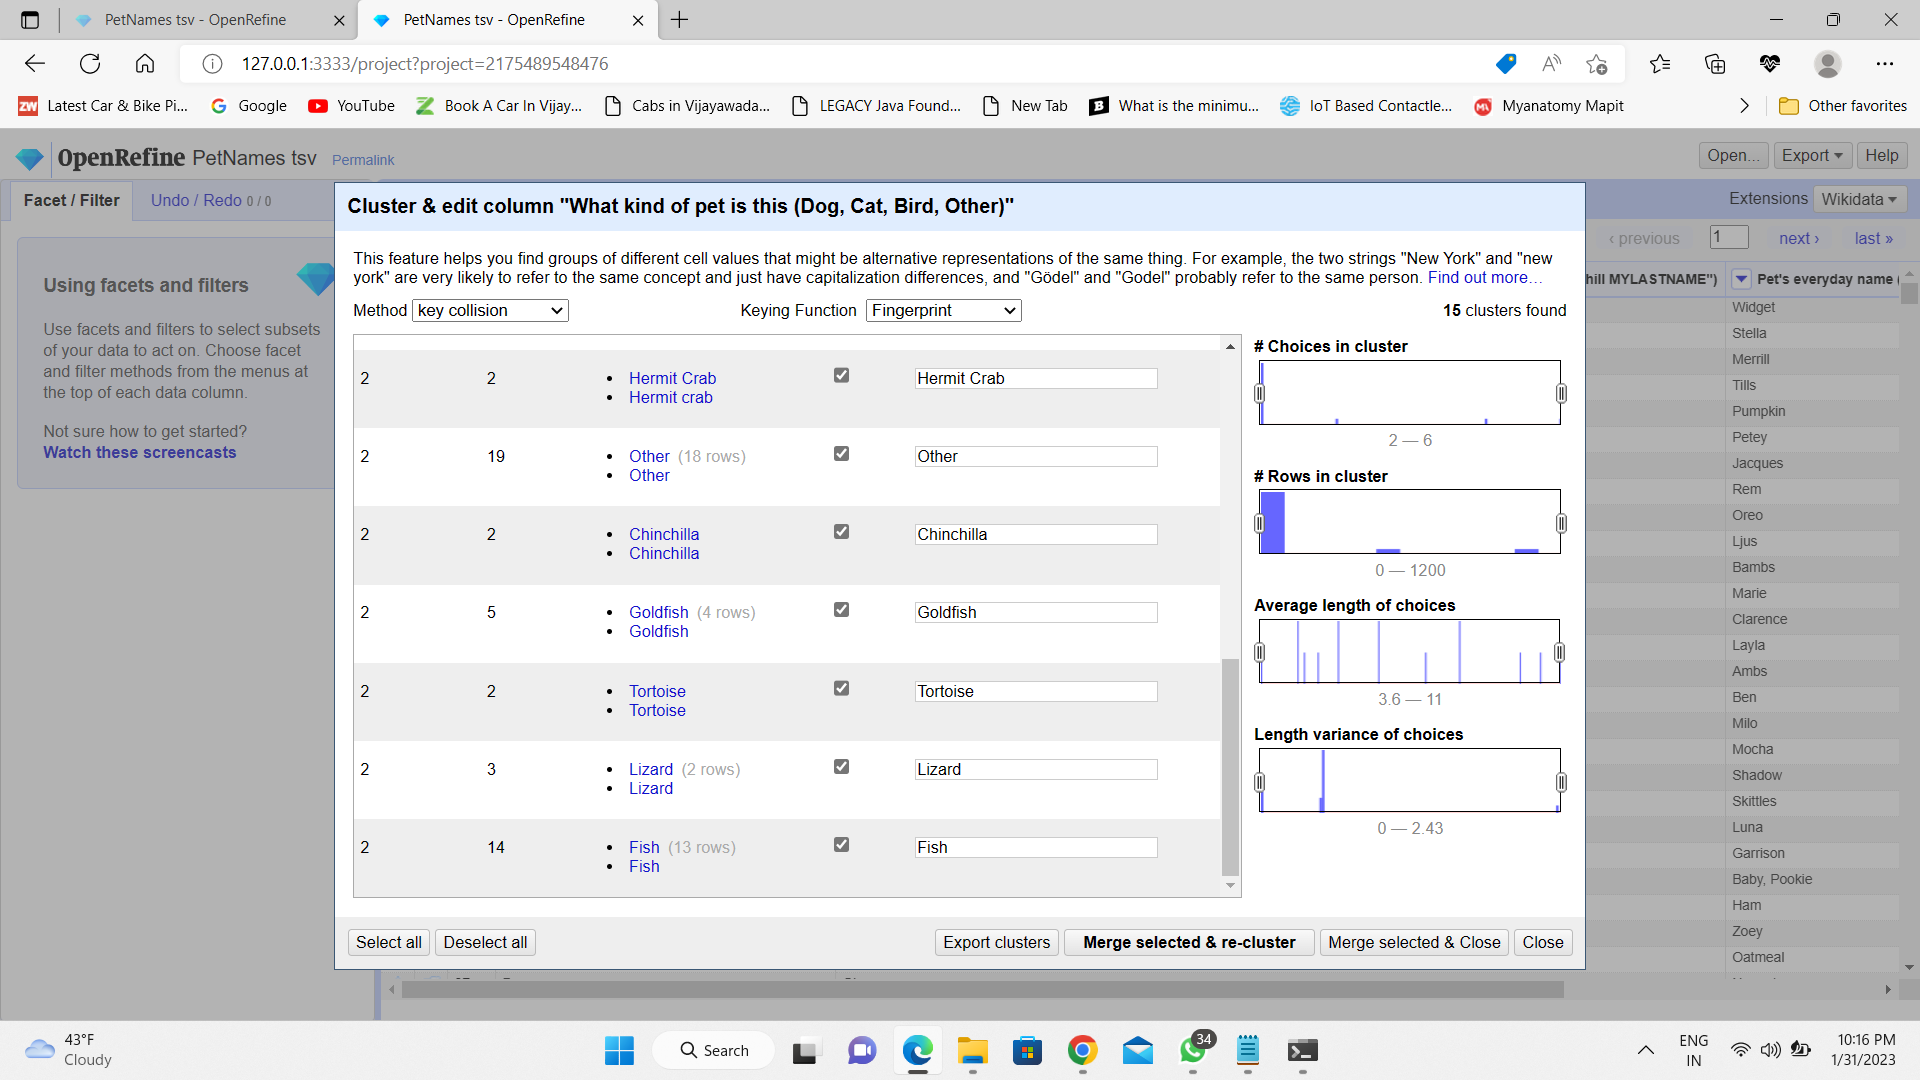 PetNames tsv - OpenRefine
PetNames tsv - OpenRefine
127.0.0.1:3333/project?project=2175489548476
Latest Car & Bike Pi...
Google
YouTube
Book A Car In Vijay...
Cabs in Vijayawada...
LEGACY Java Found...
New Tab
What is the minimu...
IoT Based Contactle...
Myanatomy Mapit
Other favorites
OpenRefine PetNames tsv Permalink
Open...
Export
Help
Facet / Filter
Undo / Redo 0 / 0
Extensions
Wikidata
‹ previous
1
next ›
last »
Using facets and filters
Use facets and filters to select subsets
of your data to act on. Choose facet
and filter methods from the menus at
the top of each data column.
Not sure how to get started?
Watch these screencasts
Cluster & edit column "What kind of pet is this (Dog, Cat, Bird, Other)"
This feature helps you find groups of different cell values that might be alternative representations of the same thing. For example, the two strings "New York" and "new
york" are very likely to refer to the same concept and just have capitalization differences, and "Gödel" and "Godel" probably refer to the same person. Find out more…
Method key collision
Keying Function Fingerprint
15 clusters found
2 2 Hermit Crab Hermit Crab
Hermit crab
2 19 Other (18 rows) Other
Other
2 2 Chinchilla Chinchilla
Chinchilla
2 5 Goldfish (4 rows) Goldfish
Goldfish
2 2 Tortoise Tortoise
Tortoise
2 3 Lizard (2 rows) Lizard
Lizard
2 14 Fish (13 rows) Fish
Fish
# Choices in cluster
2 — 6
# Rows in cluster
0 — 1200
Average length of choices
3.6 — 11
Length variance of choices
0 — 2.43
Select all
Deselect all
Export clusters
Merge selected & re-cluster
Merge selected & Close
Close
hill MYLASTNAME")
Pet's everyday name
Widget
Stella
Merrill
Tills
Pumpkin
Petey
Jacques
Rem
Oreo
Ljus
Bambs
Marie
Clarence
Layla
Ambs
Ben
Milo
Mocha
Shadow
Skittles
Luna
Garrison
Baby, Pookie
Ham
Zoey
Oatmeal
43°F
Cloudy
Search
34
ENG
IN
10:16 PM
1/31/2023